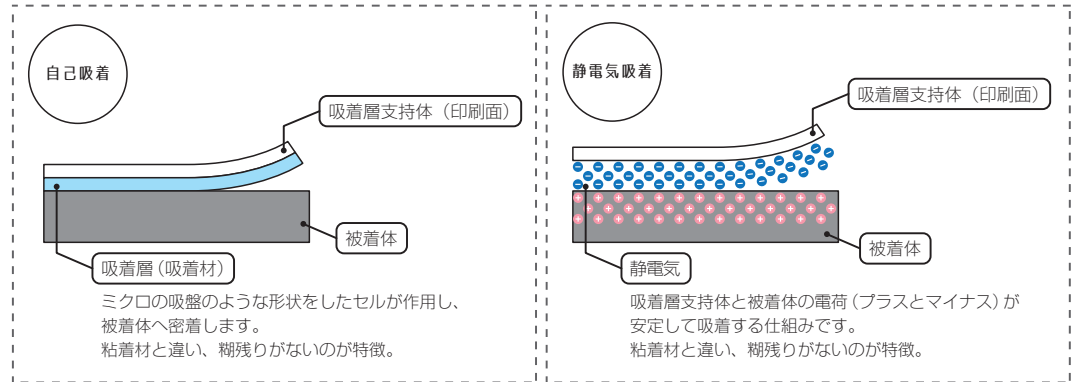 自己吸着
吸着層支持体（印刷面）
被着体
吸着層（吸着材）
ミクロの吸盤のような形状をしたセルが作用し、
被着体へ密着します。
粘着材と違い、糊残りがないのが特徴。
静電気吸着
吸着層支持体（印刷面）
被着体
静電気
吸着層支持体と被着体の電荷（プラスとマイナス）が
安定して吸着する仕組みです。
粘着材と違い、糊残りがないのが特徴。